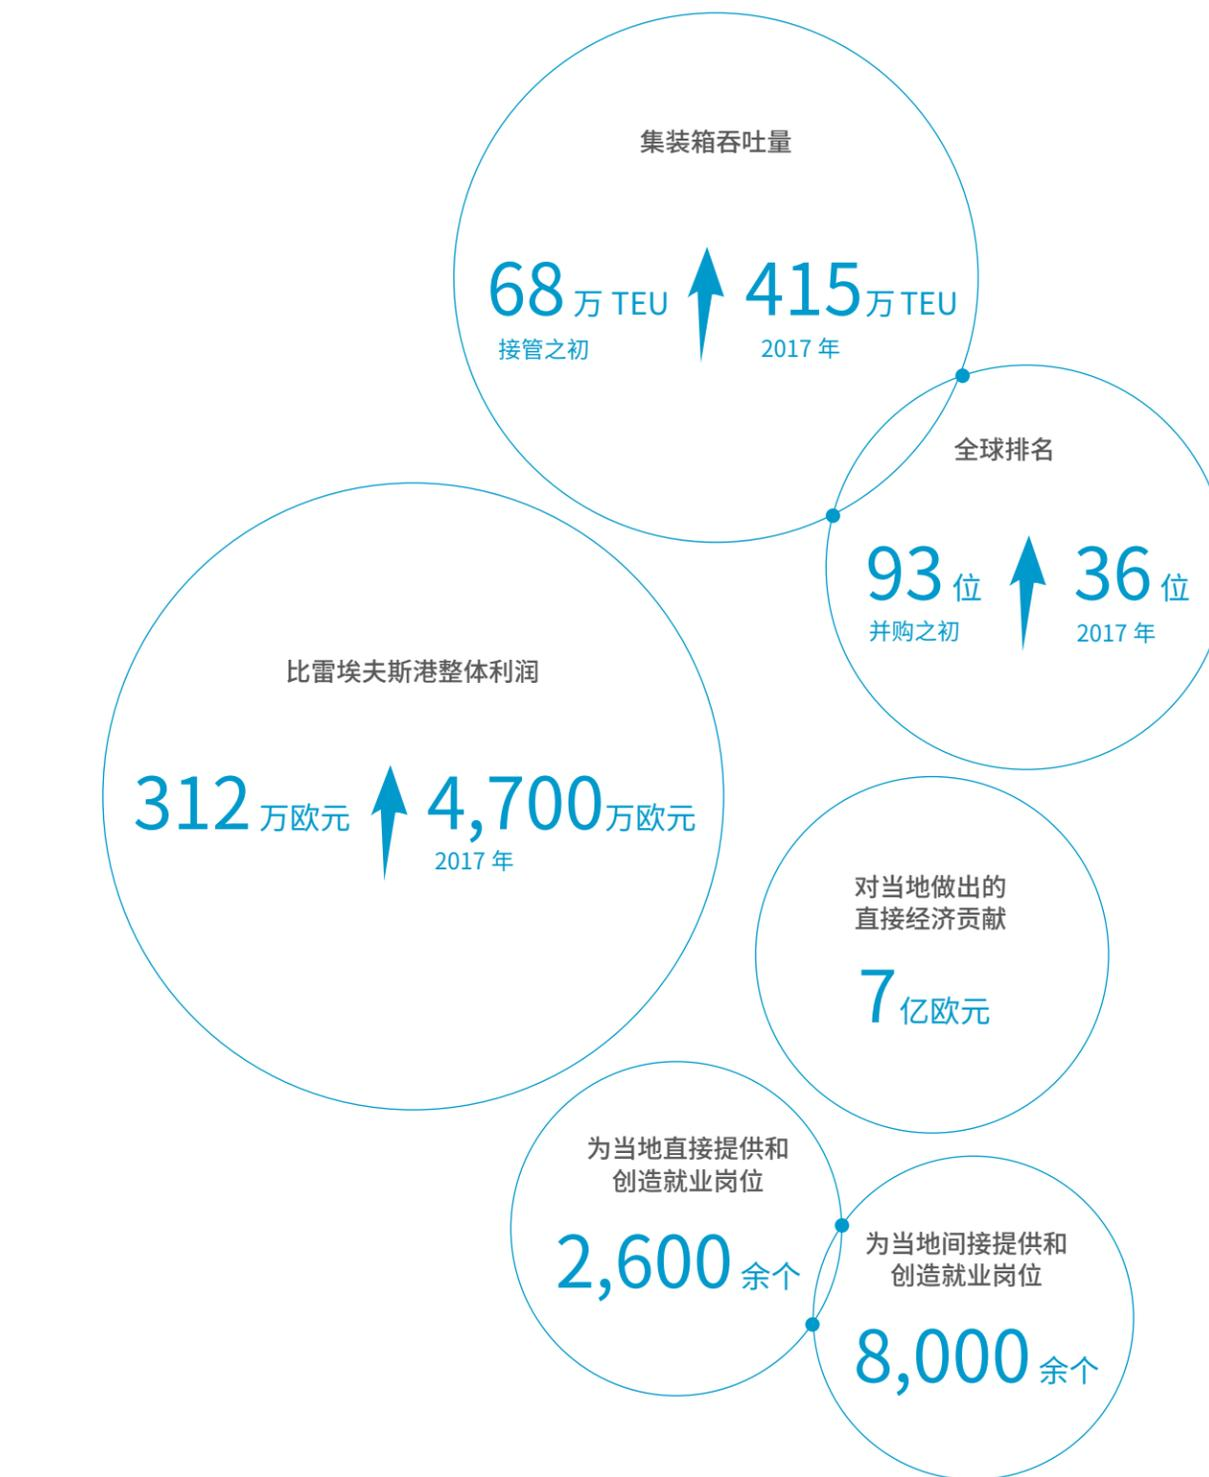 集装箱吞吐量
68 万 TEU 415 万 TEU
接管之初 2017 年
全球排名
93 位 36 位
并购之初 2017 年
比雷埃夫斯港整体利润
312 万欧元 4,700 万欧元
2017 年
对当地做出的
直接经济贡献
7 亿欧元
为当地直接提供和
创造就业岗位
2,600 余个
为当地间接提供和
创造就业岗位
8,000 余个